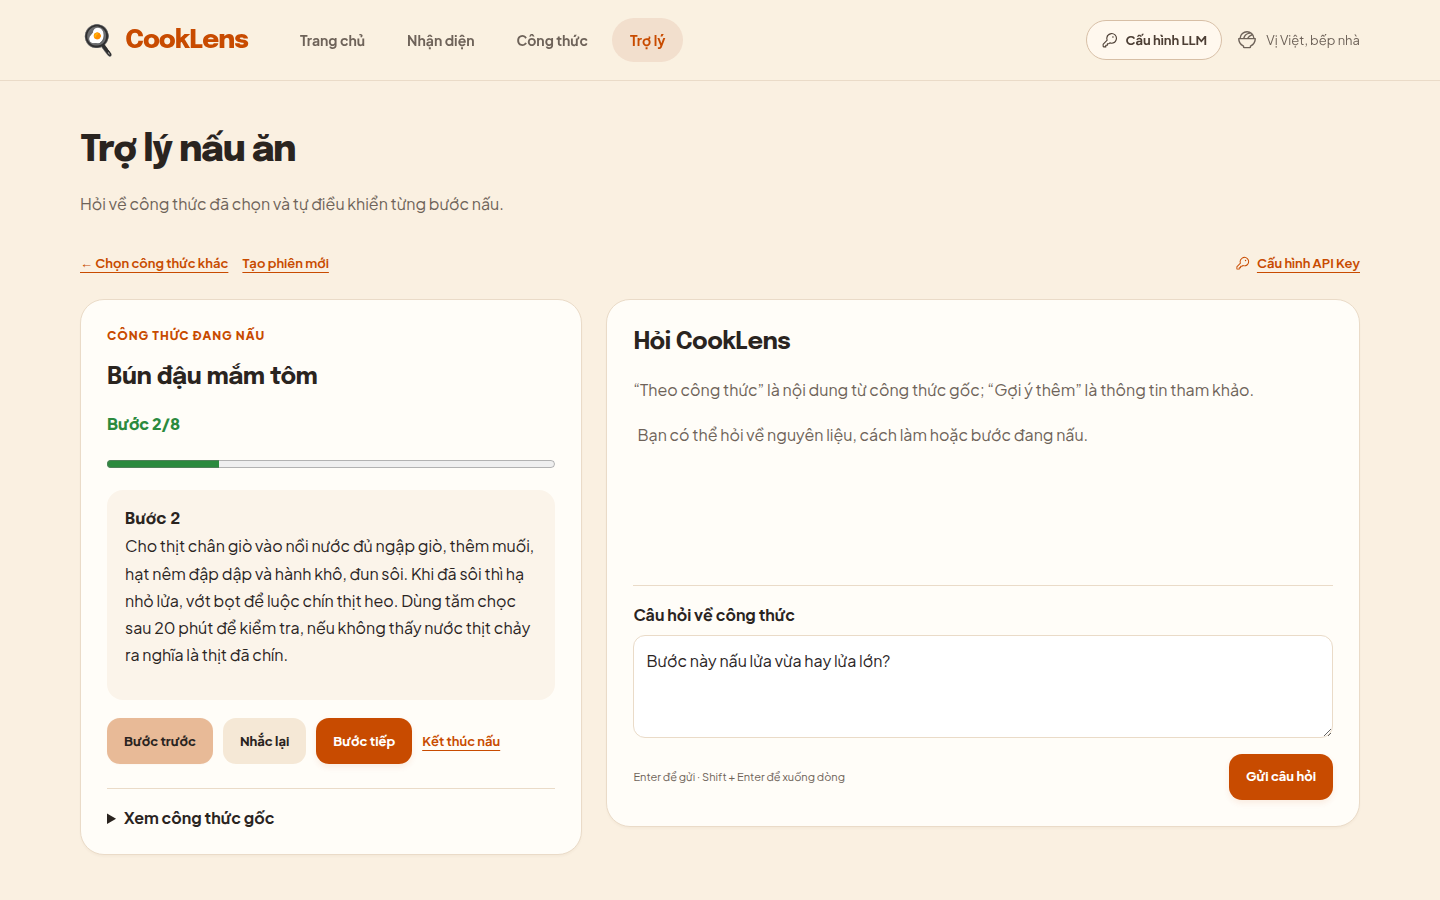 CookLens
Trang chủ
Nhận diện
Công thức
Trợ lý
Cấu hình LLM
Vị Việt, bếp nhà
Trợ lý nấu ăn
Hỏi về công thức đã chọn và tự điều khiển từng bước nấu.
← Chọn công thức khác
Tạo phiên mới
Cấu hình API Key
CÔNG THỨC ĐANG NẤU
Bún đậu mắm tôm
Bước 2/8
Bước 2
Cho thịt chân giò vào nồi nước đủ ngập giò, thêm muối,
hạt nêm đập dập và hành khô, đun sôi. Khi đã sôi thì hạ
nhỏ lửa, vớt bọt để luộc chín thịt heo. Dùng tăm chọc
sau 20 phút để kiểm tra, nếu không thấy nước thịt chảy
ra nghĩa là thịt đã chín.
Bước trước
Nhắc lại
Bước tiếp
Kết thúc nấu
Xem công thức gốc
Hỏi CookLens
“Theo công thức” là nội dung từ công thức gốc; “Gợi ý thêm” là thông tin tham khảo.
Bạn có thể hỏi về nguyên liệu, cách làm hoặc bước đang nấu.
Câu hỏi về công thức
Bước này nấu lửa vừa hay lửa lớn?
Enter để gửi · Shift + Enter để xuống dòng
Gửi câu hỏi